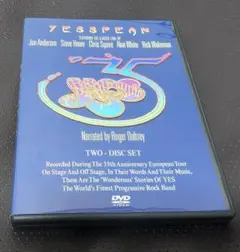 YESSPEAK
Jon Anderson Steve Howe Chris Squire Alan White Rick Wakeman
35
Narrated by Roger Daltrey
TWO - DISC SET
Recorded During The 35th Anniversary European Tour
On Stage And Off Stage, In Their Words And Their Music,
These Are The 'Wonderous' Stories Of YES
The World's Finest Progressive Rock Band
DVD